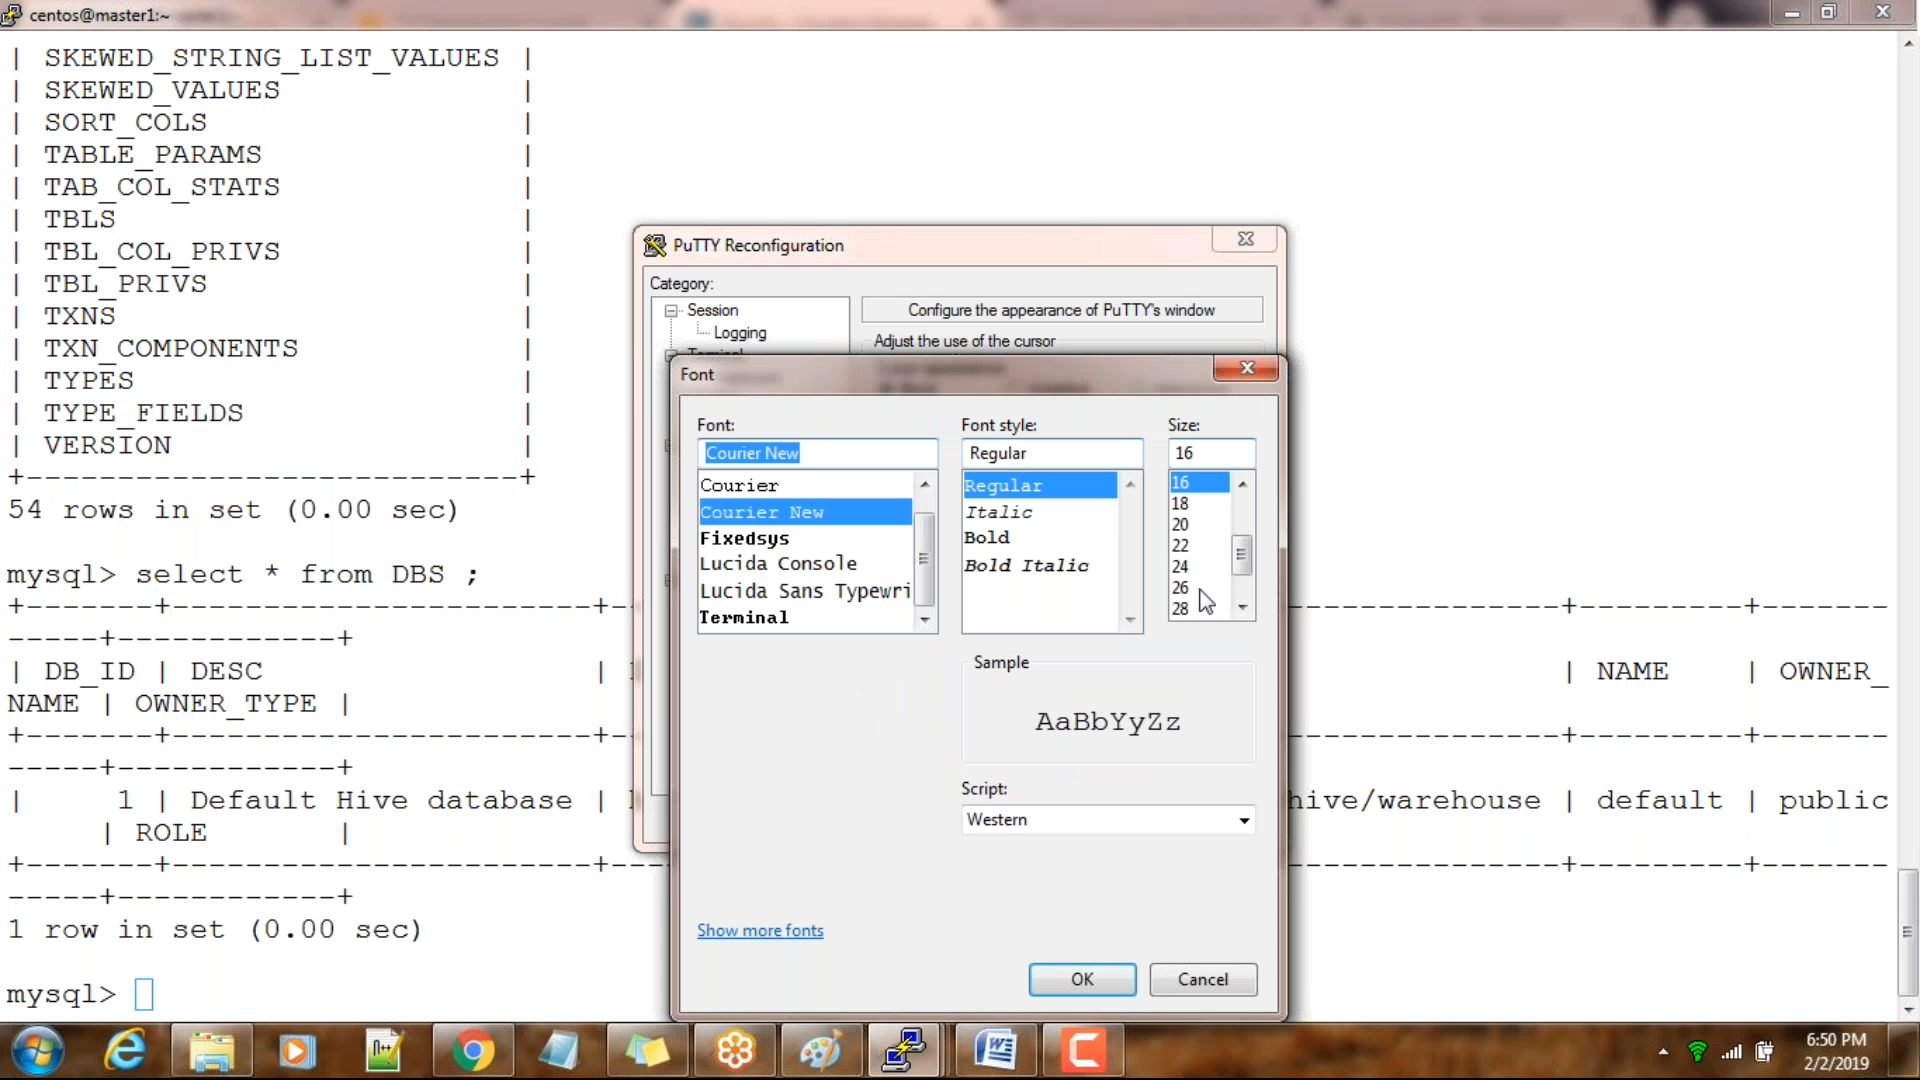 centos@master1:~
| SKEWED_STRING_LIST_VALUES |
| SKEWED_VALUES |
| SORT_COLS |
| TABLE_PARAMS |
| TAB_COL_STATS |
| TBLS |
| TBL_COL_PRIVS |
| TBL_PRIVS |
| TXNS |
| TXN_COMPONENTS |
| TYPES |
| TYPE_FIELDS |
| VERSION |
+---------------------------+
54 rows in set (0.00 sec)
mysql> select * from DBS ;
| DB_ID | DESC | NAME | OWNER_
NAME | OWNER_TYPE |
| 1 | Default Hive database | hive/warehouse | default | public
| ROLE |
1 row in set (0.00 sec)
mysql>
PuTTY Reconfiguration
Category:
Session
Logging
Configure the appearance of PuTTY's window
Adjust the use of the cursor
Font
Font:
Courier New
Courier
Courier New
Fixedsys
Lucida Console
Lucida Sans Typewri
Terminal
Font style:
Regular
Regular
Italic
Bold
Bold Italic
Size:
16
16
18
20
22
24
26
28
Sample
AaBbYyZz
Script:
Western
Show more fonts
OK
Cancel
6:50 PM
2/2/2019